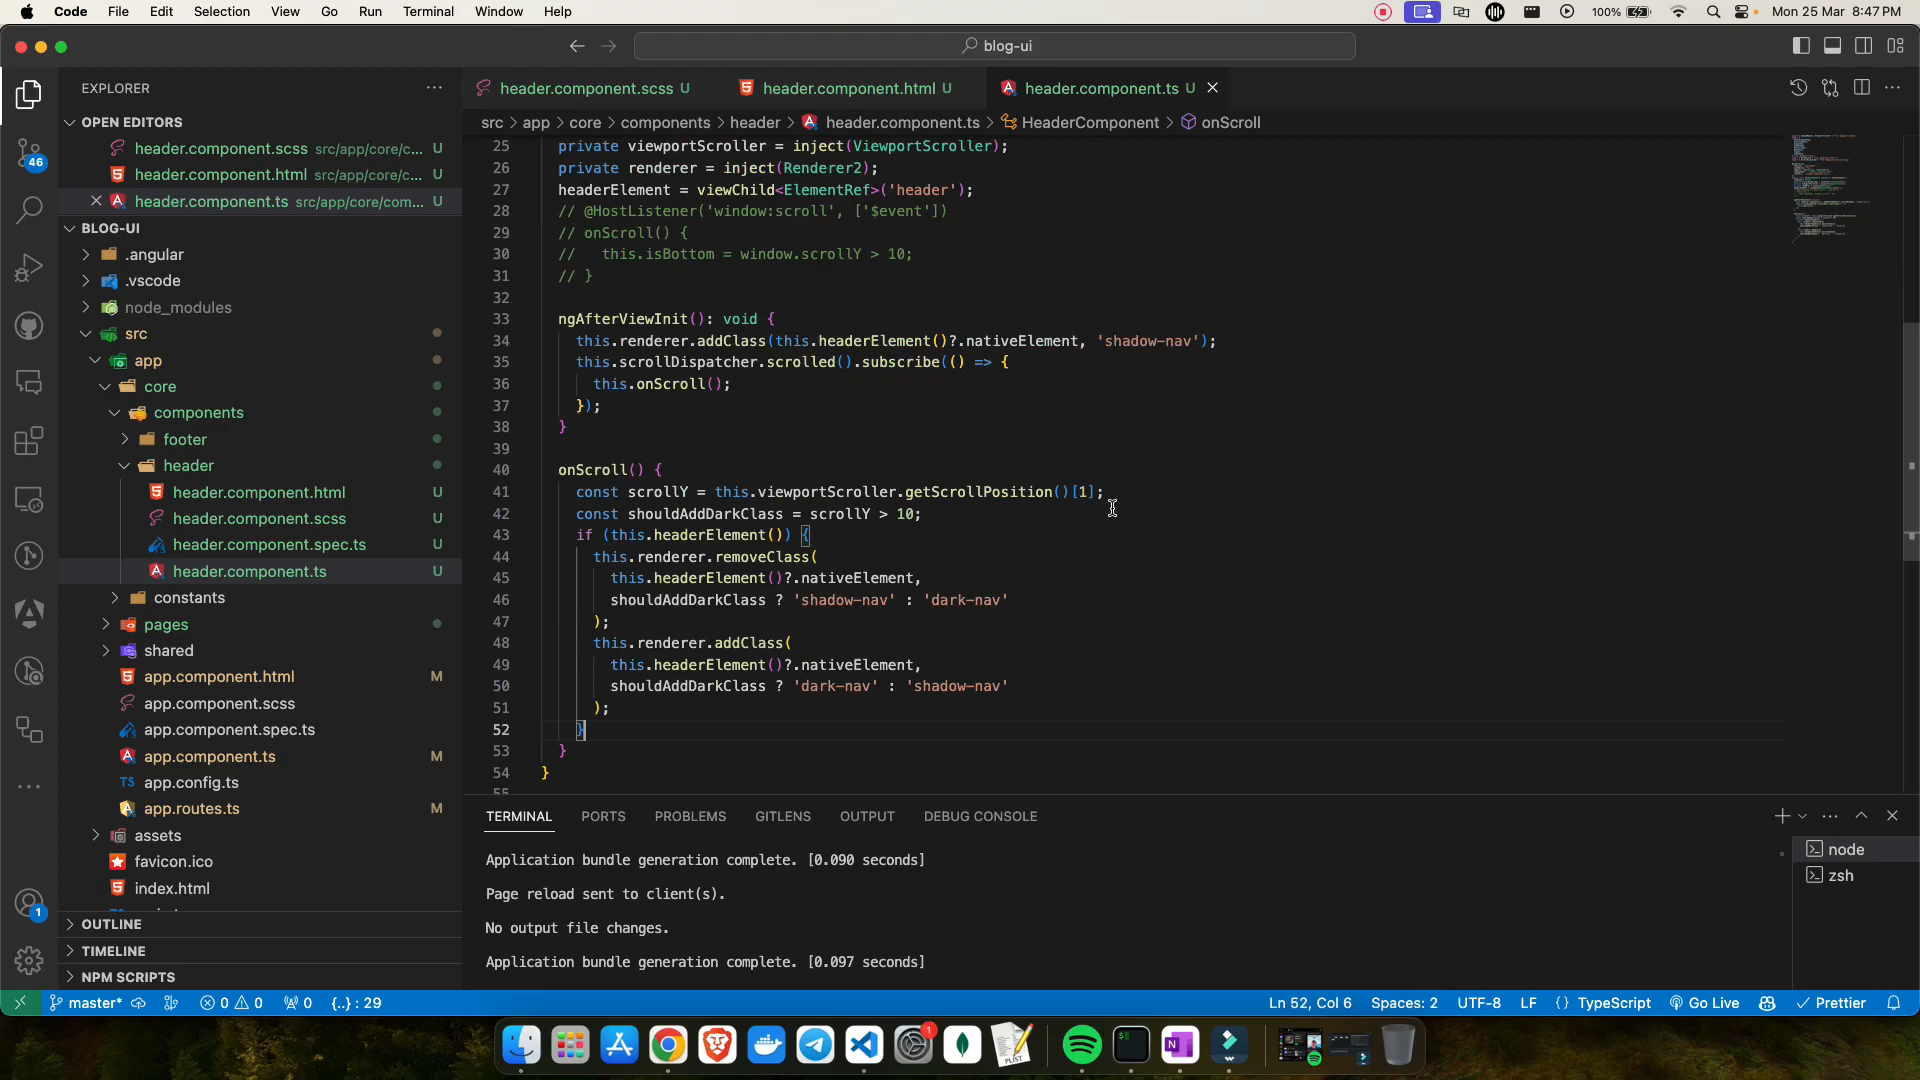 Code File Edit Selection View Go Run Terminal Window Help 100% Mon 25 Mar 8:47 PM
blog-ui
EXPLORER
header.component.scss U header.component.html U header.component.ts U
OPEN EDITORS
src > app > core > components > header > header.component.ts > HeaderComponent > onScroll
header.component.scss src/app/core/c... U
header.component.html src/app/core/c... U
header.component.ts src/app/core/com... U
BLOG-UI
.angular
.vscode
node_modules
src
app
core
components
footer
header
header.component.html U
header.component.scss U
header.component.spec.ts U
header.component.ts U
constants
pages
shared
app.component.html M
app.component.scss
app.component.spec.ts
app.component.ts M
app.config.ts
app.routes.ts M
assets
favicon.ico
index.html
OUTLINE
TIMELINE
NPM SCRIPTS
46
1
25 private viewportScroller = inject(ViewportScroller);
26 private renderer = inject(Renderer2);
27 headerElement = viewChild<ElementRef>('header');
28 // @HostListener('window:scroll', ['$event'])
29 // onScroll() {
30 //   this.isBottom = window.scrollY > 10;
31 // }
32
33 ngAfterViewInit(): void {
34 this.renderer.addClass(this.headerElement()?.nativeElement, 'shadow-nav');
35 this.scrollDispatcher.scrolled().subscribe(() => {
36 this.onScroll();
37 });
38 }
39
40 onScroll() {
41 const scrollY = this.viewportScroller.getScrollPosition()[1];
42 const shouldAddDarkClass = scrollY > 10;
43 if (this.headerElement()) {
44 this.renderer.removeClass(
45 this.headerElement()?.nativeElement,
46 shouldAddDarkClass ? 'shadow-nav' : 'dark-nav'
47 );
48 this.renderer.addClass(
49 this.headerElement()?.nativeElement,
50 shouldAddDarkClass ? 'dark-nav' : 'shadow-nav'
51 );
52 }
53 }
54 }
55
TERMINAL PORTS PROBLEMS GITLENS OUTPUT DEBUG CONSOLE
Application bundle generation complete. [0.090 seconds]
Page reload sent to client(s).
No output file changes.
Application bundle generation complete. [0.097 seconds]
node
zsh
master* 0 0 0 {..} : 29 Ln 52, Col 6 Spaces: 2 UTF-8 LF {} TypeScript Go Live Prettier
1